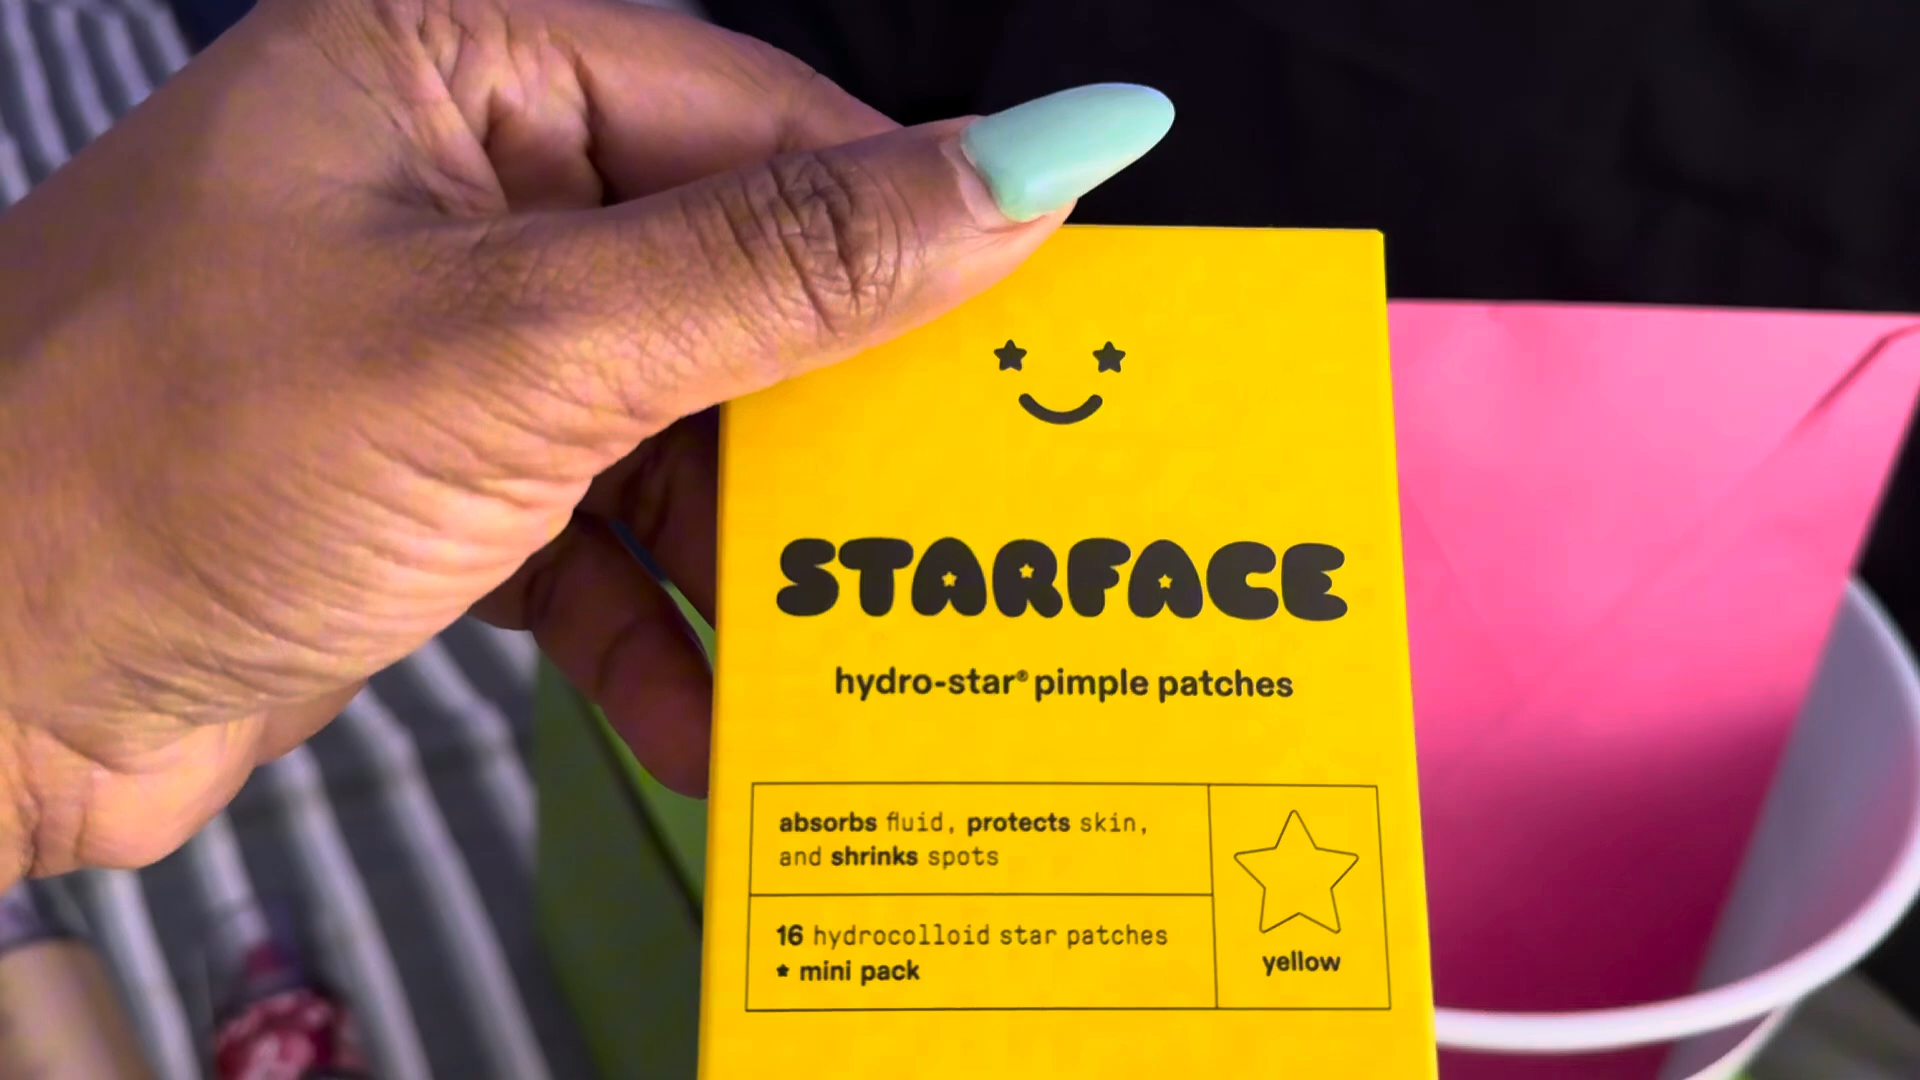 STARFACE
hydro-star® pimple patches
absorbs fluid, protects skin,
and shrinks spots
16 hydrocolloid star patches
★ mini pack
yellow